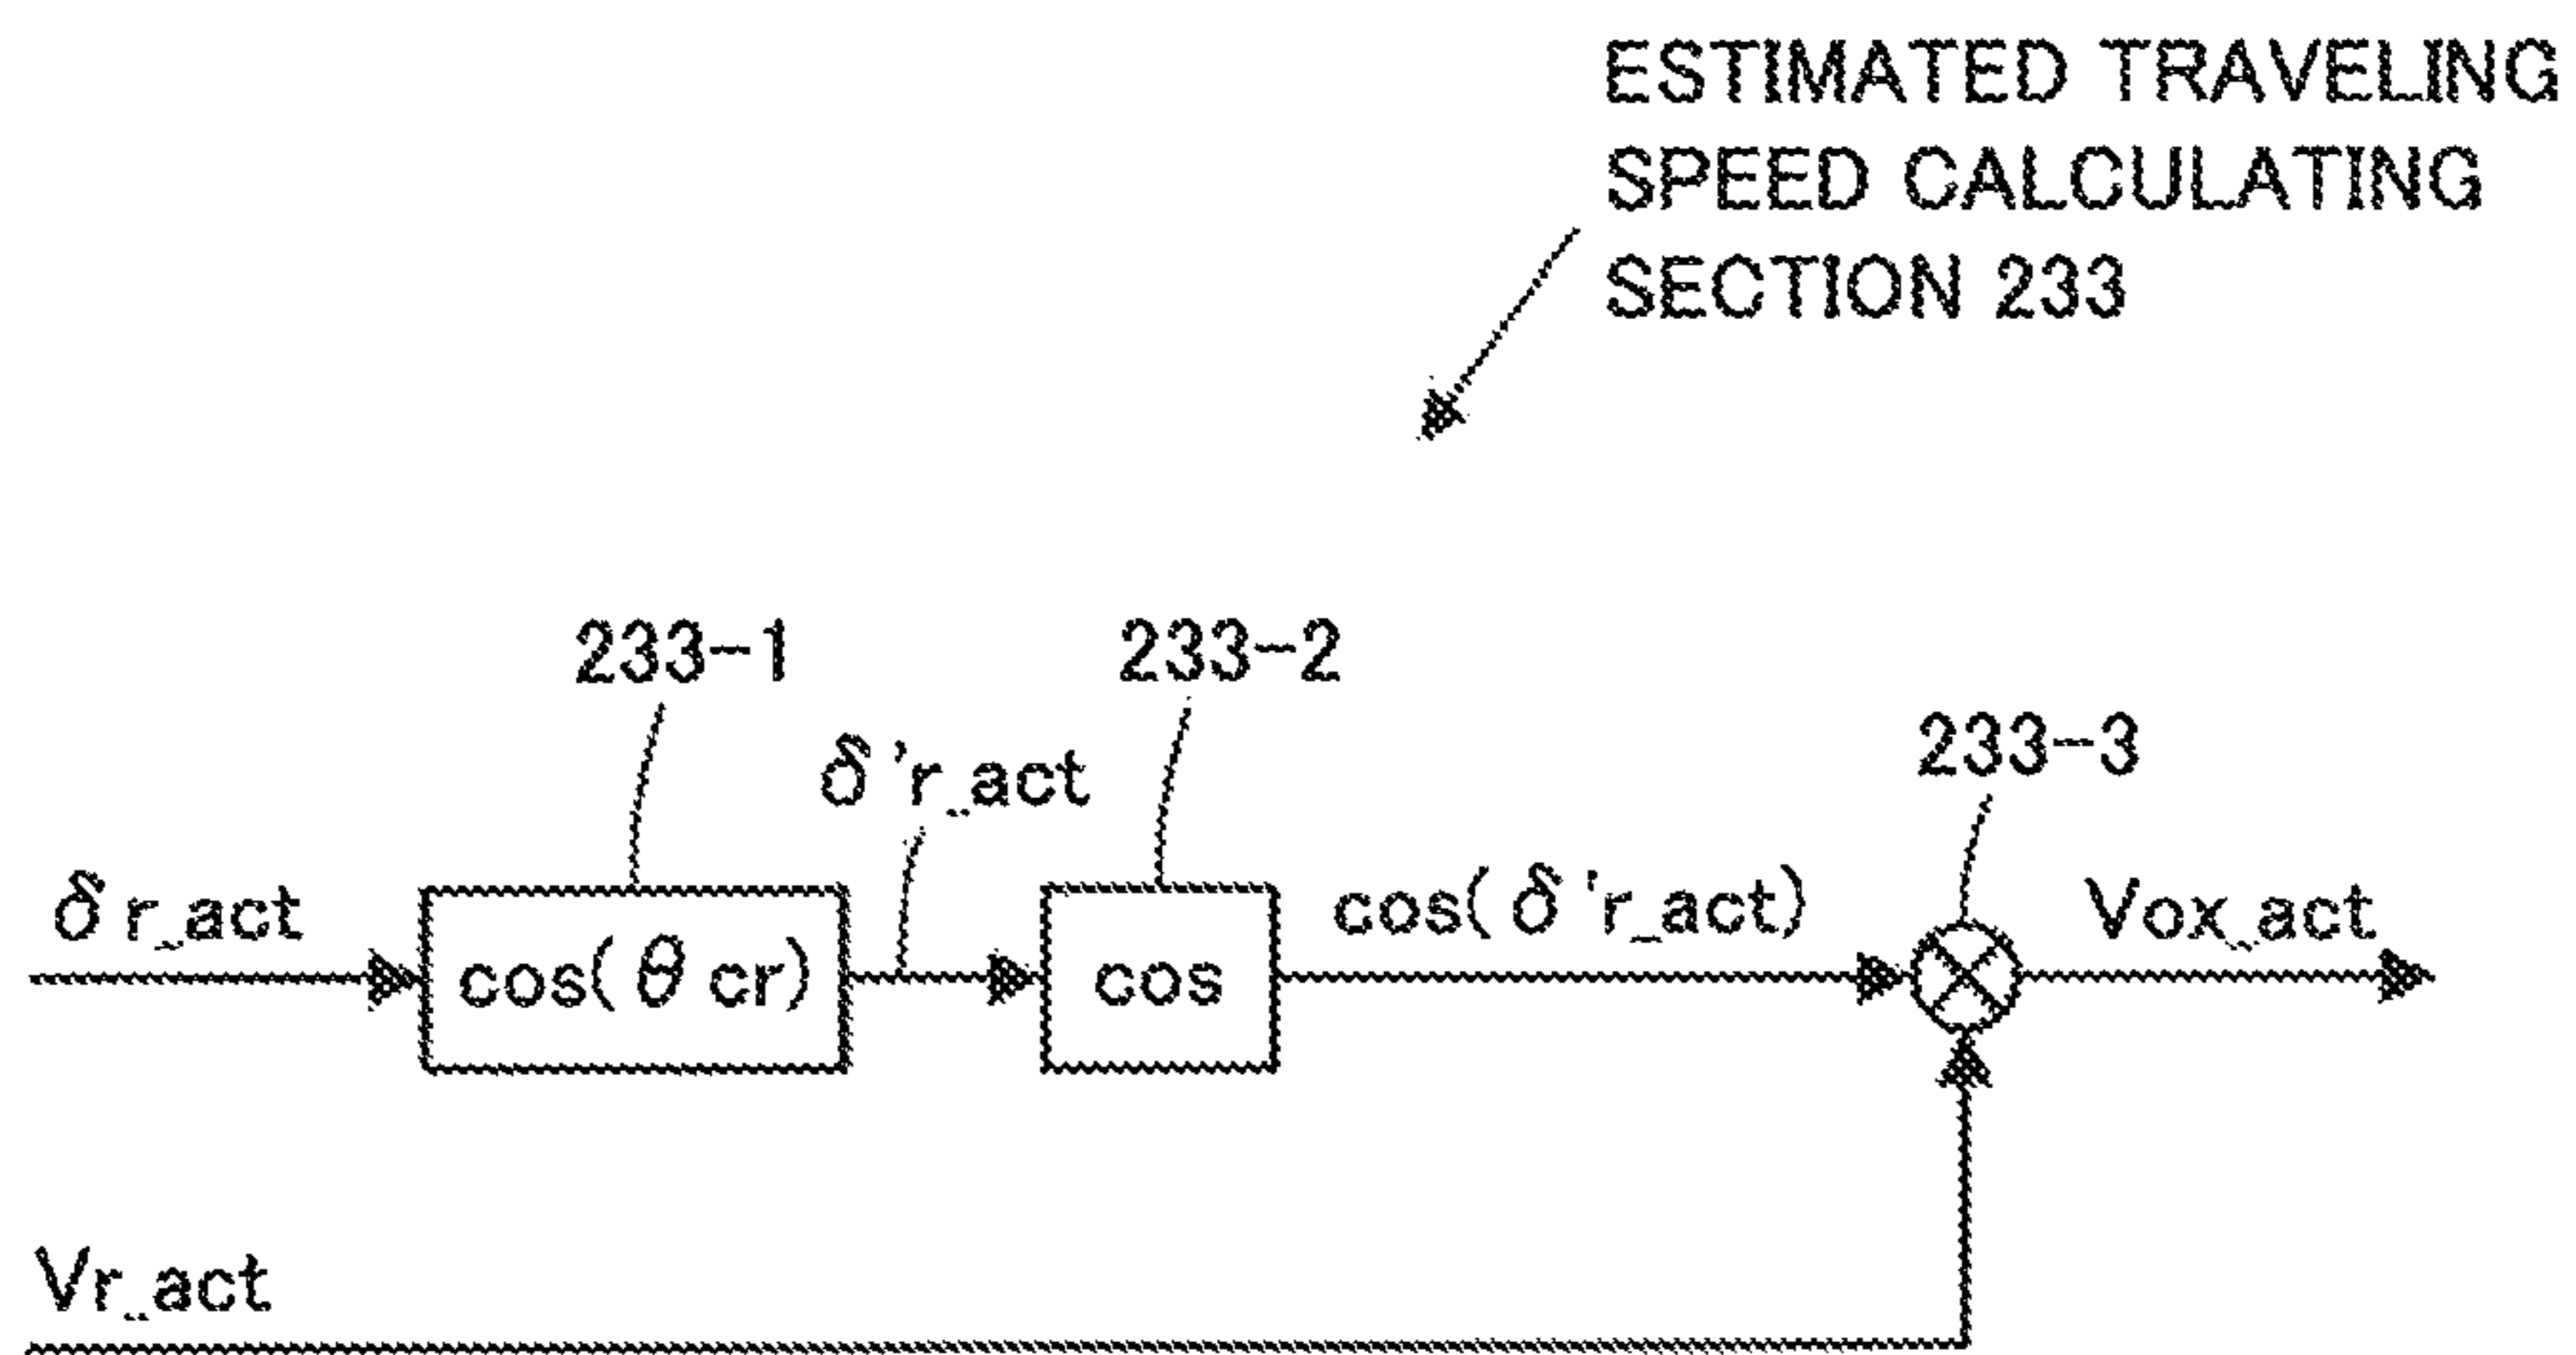 ESTIMATED TRAVELING
SPEED CALCULATING
SECTION 233
233-1
233-2
233-3
δ'r_act
δr_act
cos(θcr)
cos
cos(δ'r_act)
Vox_act
Vr_act